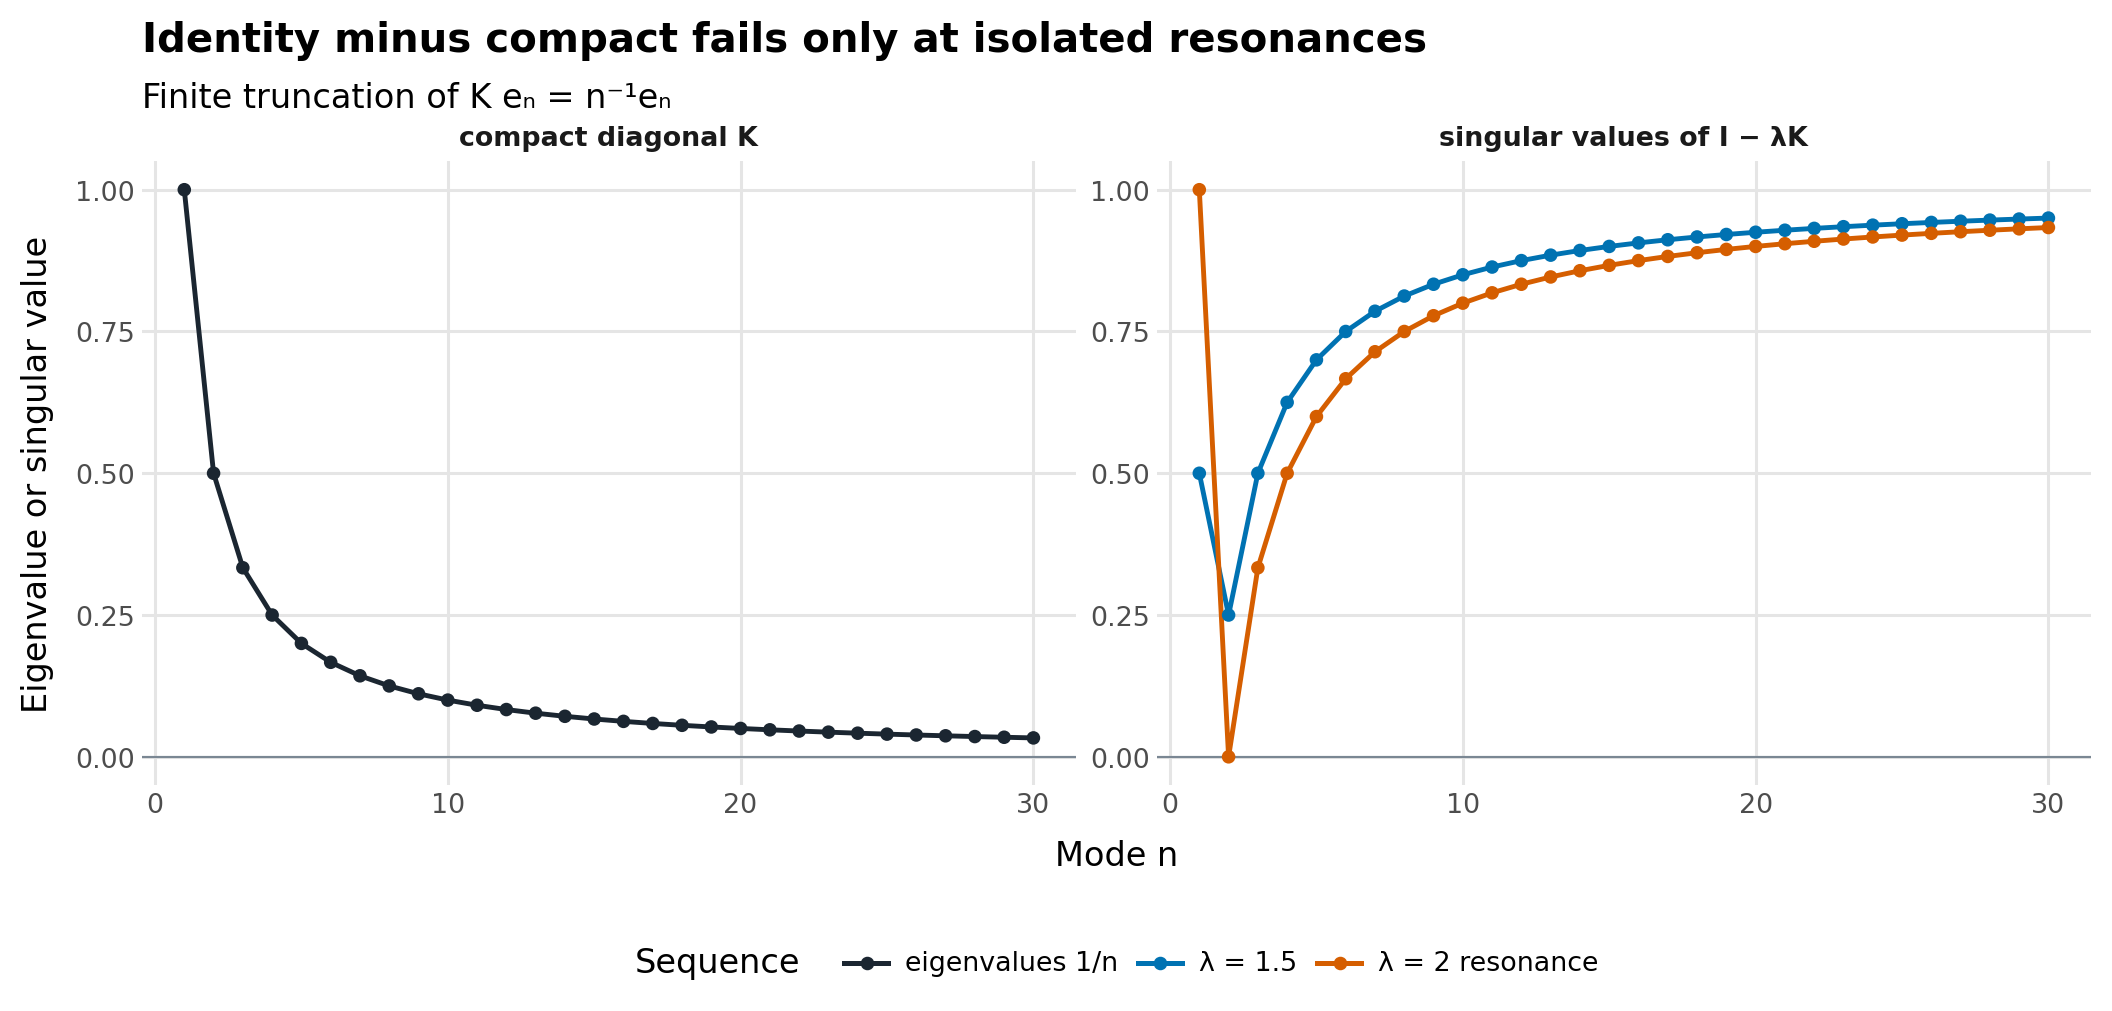 Identity minus compact fails only at isolated resonances
Finite truncation of K eₙ = n⁻¹eₙ
compact diagonal K
singular values of I − λK
Eigenvalue or singular value
1.00
0.75
0.50
0.25
0.00
0 10 20 30
1.00
0.75
0.50
0.25
0.00
0 10 20 30
Mode n
Sequence eigenvalues 1/n λ = 1.5 λ = 2 resonance